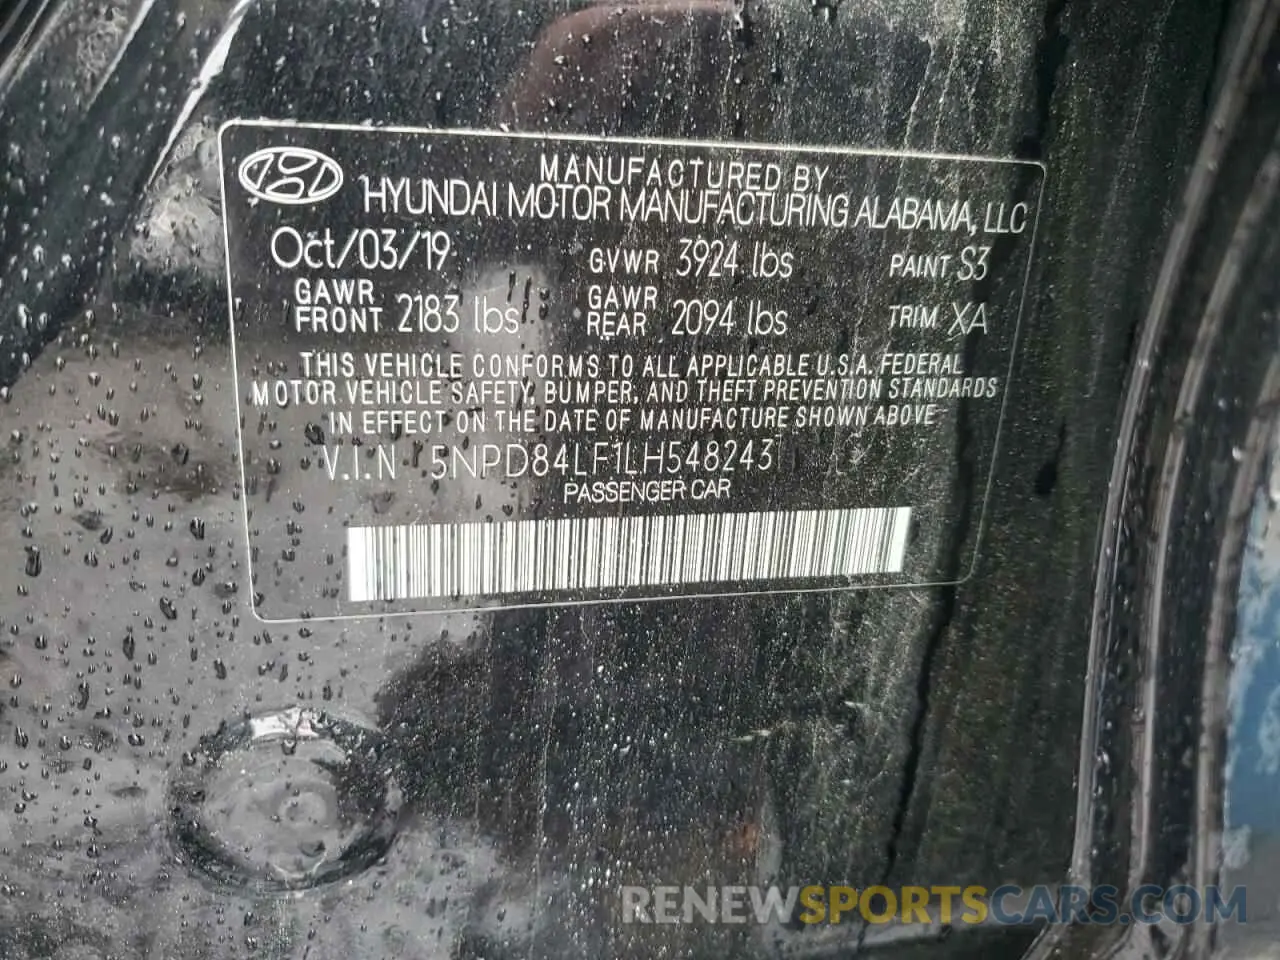 MANUFACTURED BY
HYUNDAI MOTOR MANUFACTURING ALABAMA, LLC
Oct/03/19 GVWR 3924 lbs PAINT S3
GAWR FRONT 2183 lbs GAWR REAR 2094 lbs TRIM XA
THIS VEHICLE CONFORMS TO ALL APPLICABLE U.S.A. FEDERAL
MOTOR VEHICLE SAFETY, BUMPER, AND THEFT PREVENTION STANDARDS
IN EFFECT ON THE DATE OF MANUFACTURE SHOWN ABOVE
V.I.N 5NPD84LF1LH548243
PASSENGER CAR
RENEWSPORTSCARS.COM